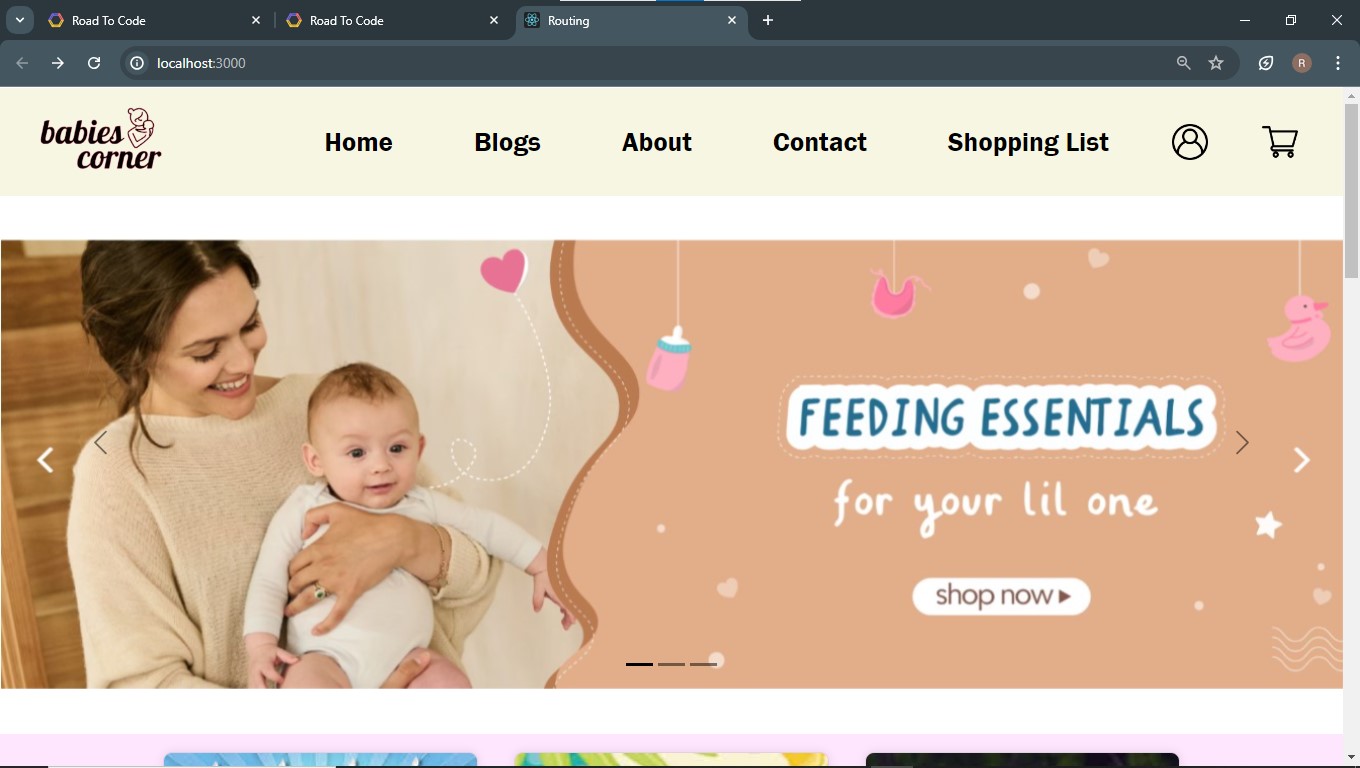 Road To Code
Road To Code
Routing
localhost:3000
R
babies
corner
Home
Blogs
About
Contact
Shopping List
FEEDING ESSENTIALS
for your lil one
shop now